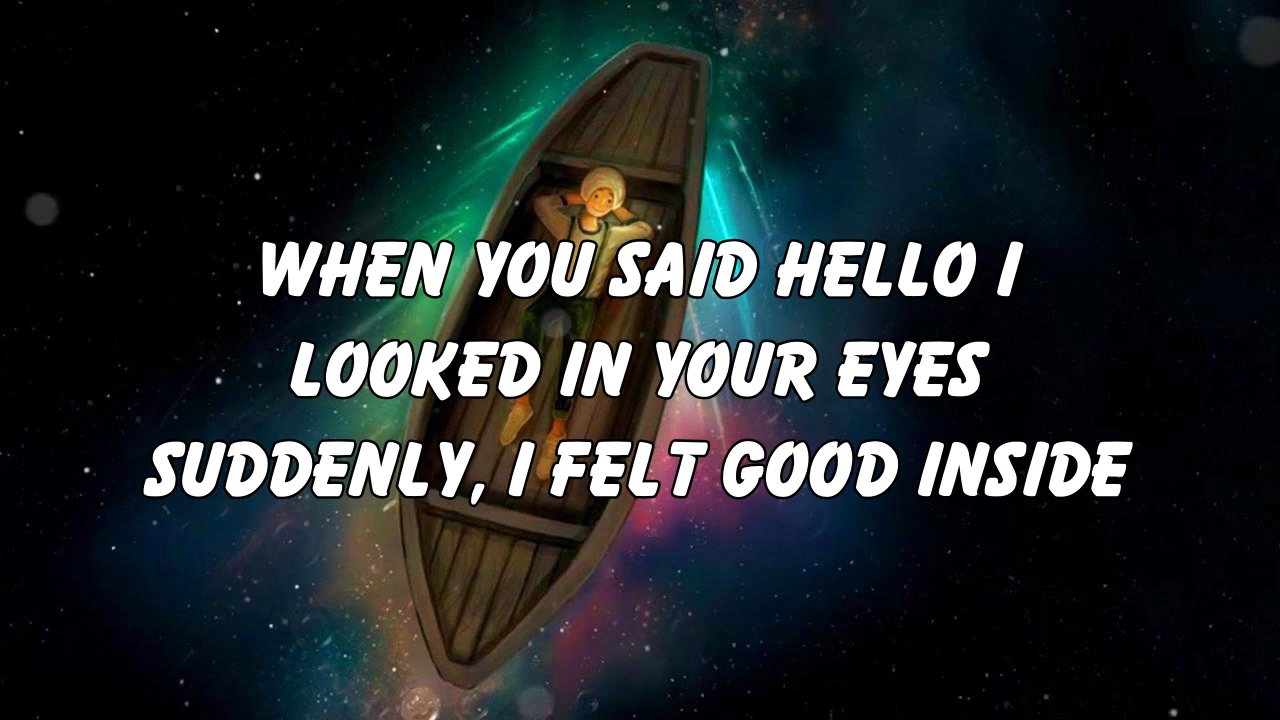 WHEN YOU SAID HELLO I
LOOKED IN YOUR EYES
SUDDENLY, I FELT GOOD INSIDE